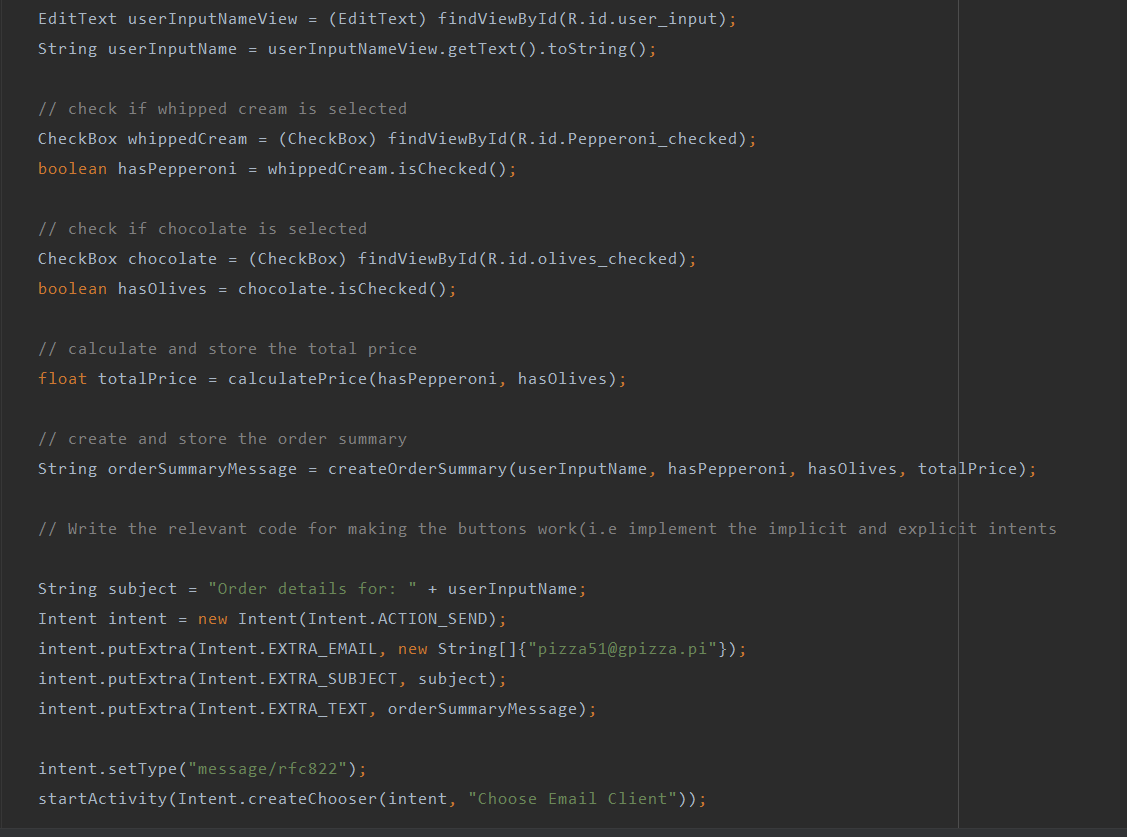 EditText userInputNameView = (EditText) findViewById(R.id.user_input);
String userInputName = userInputNameView.getText().toString();
// check if whipped cream is selected
CheckBox whippedCream = (CheckBox) findViewById(R.id.Pepperoni_checked);
boolean hasPepperoni = whippedCream.isChecked();
// check if chocolate is selected
CheckBox chocolate = (CheckBox) findViewById(R.id.olives_checked);
boolean hasOlives = chocolate.isChecked();
// calculate and store the total price
float totalPrice = calculatePrice(hasPepperoni, hasOlives);
// create and store the order summary
String orderSummaryMessage = createOrderSummary(userInputName, hasPepperoni, hasOlives, totalPrice);
// Write the relevant code for making the buttons work(i.e implement the implicit and explicit intents
String subject = "Order details for: " + userInputName;
Intent intent = new Intent(Intent.ACTION_SEND);
intent.putExtra(Intent.EXTRA_EMAIL, new String[]{"pizza51@gpizza.pi"});
intent.putExtra(Intent.EXTRA_SUBJECT, subject);
intent.putExtra(Intent.EXTRA_TEXT, orderSummaryMessage);
intent.setType("message/rfc822");
startActivity(Intent.createChooser(intent, "Choose Email Client"));